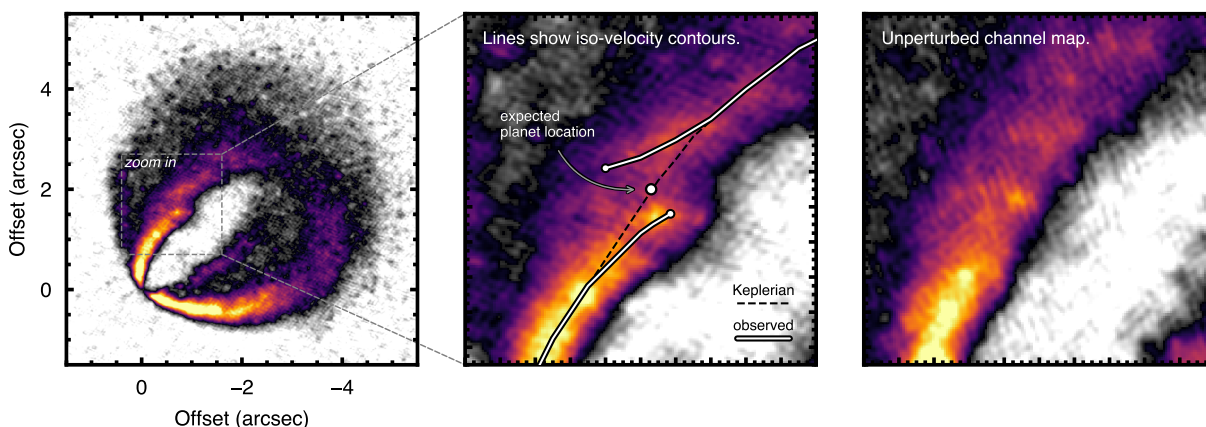 Offset (arcsec)
4
2
0
zoom in
0
−2
−4
Offset (arcsec)
Lines show iso-velocity contours.
expected
planet location
Keplerian
observed
Unperturbed channel map.